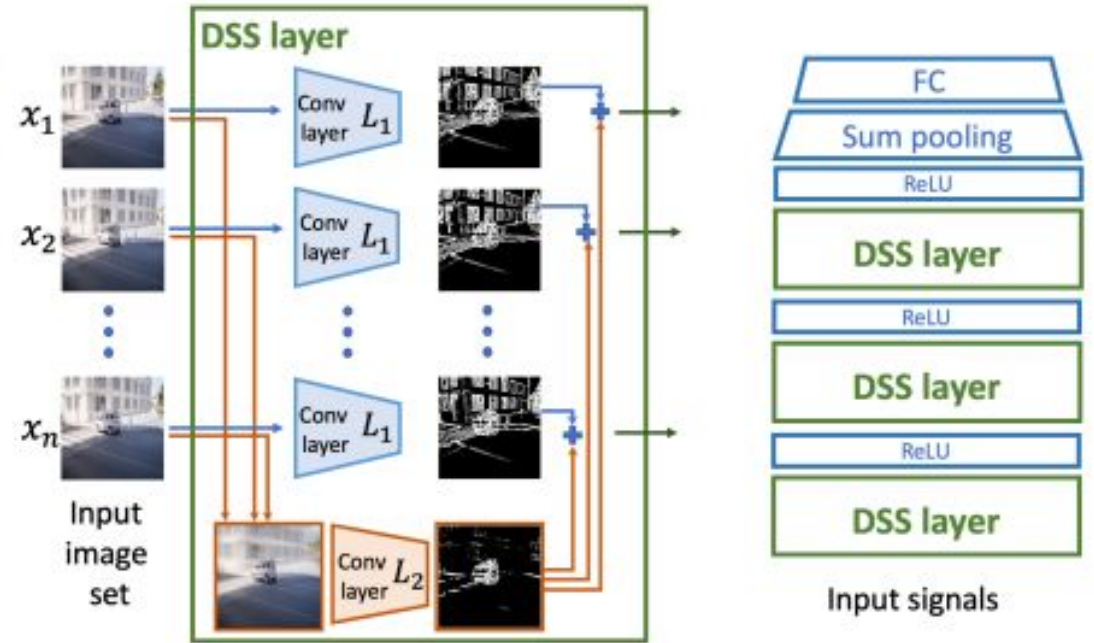 DSS layer
x₁
Conv
layer L₁
x₂
Conv
layer L₁
xₙ
Conv
layer L₁
Input
image
set
Conv
layer L₂
FC
Sum pooling
ReLU
DSS layer
ReLU
DSS layer
ReLU
DSS layer
Input signals